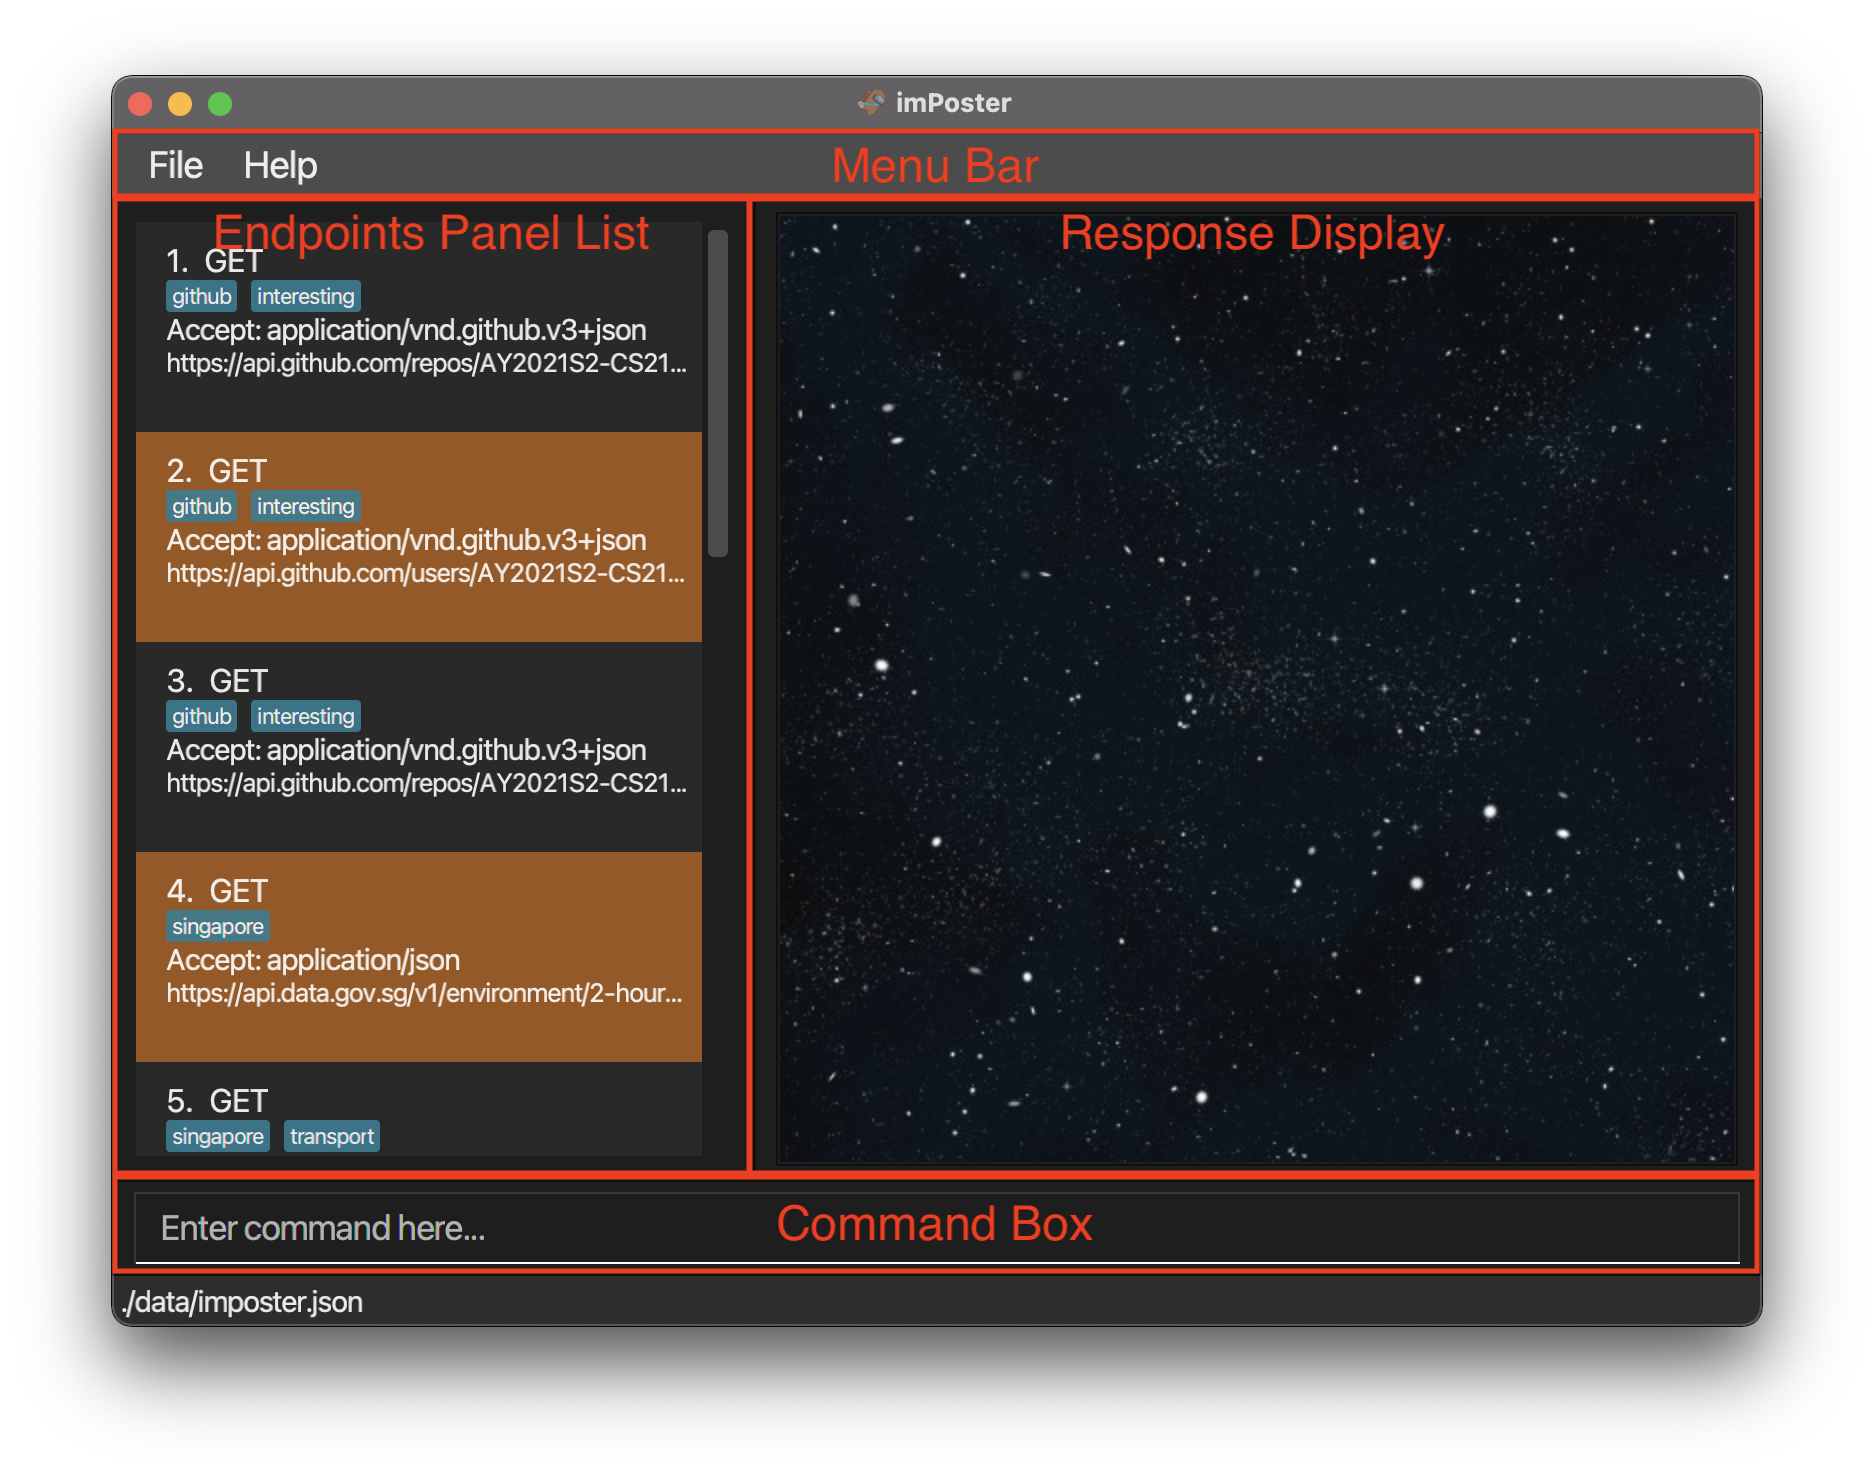 imPoster
File Help
Menu Bar
Endpoints Panel List
1. GET
github interesting
Accept: application/vnd.github.v3+json
https://api.github.com/repos/AY2021S2-CS21...
2. GET
github interesting
Accept: application/vnd.github.v3+json
https://api.github.com/users/AY2021S2-CS21...
3. GET
github interesting
Accept: application/vnd.github.v3+json
https://api.github.com/repos/AY2021S2-CS21...
4. GET
singapore
Accept: application/json
https://api.data.gov.sg/v1/environment/2-hour...
5. GET
singapore transport
Response Display
Enter command here...
Command Box
./data/imposter.json